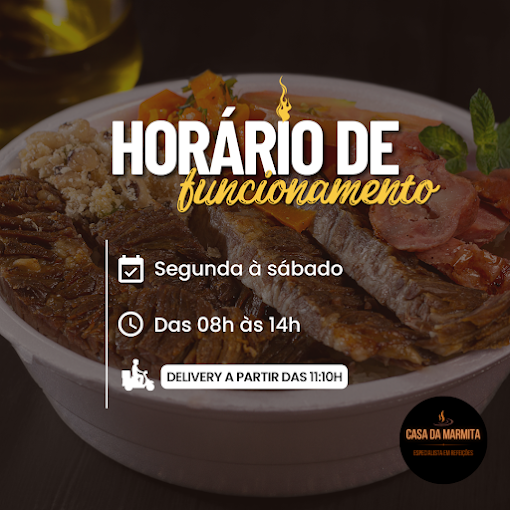 HORÁRIO DE
funcionamento
Segunda à sábado
Das 08h às 14h
DELIVERY A PARTIR DAS 11:10H
CASA DA MARMITA
ESPECIALISTA EM REFEIÇÕES